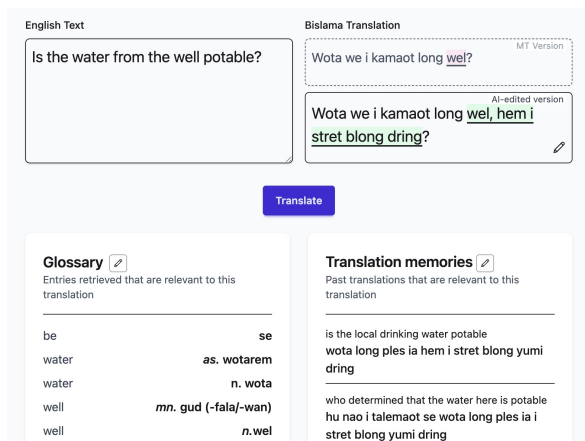 English Text
Is the water from the well potable?
Bislama Translation
MT Version
Wota we i kamaot long wel?
AI-edited version
Wota we i kamaot long wel, hem i
stret blong dring?
Translate
Glossary
Entries retrieved that are relevant to this
translation
be se
water as. wotarem
water n. wota
well mn. gud (-fala/-wan)
well n.wel
Translation memories
Past translations that are relevant to this
translation
is the local drinking water potable
wota long ples ia hem i stret blong yumi
dring
who determined that the water here is potable
hu nao i talemaot se wota long ples ia i
stret blong yumi dring